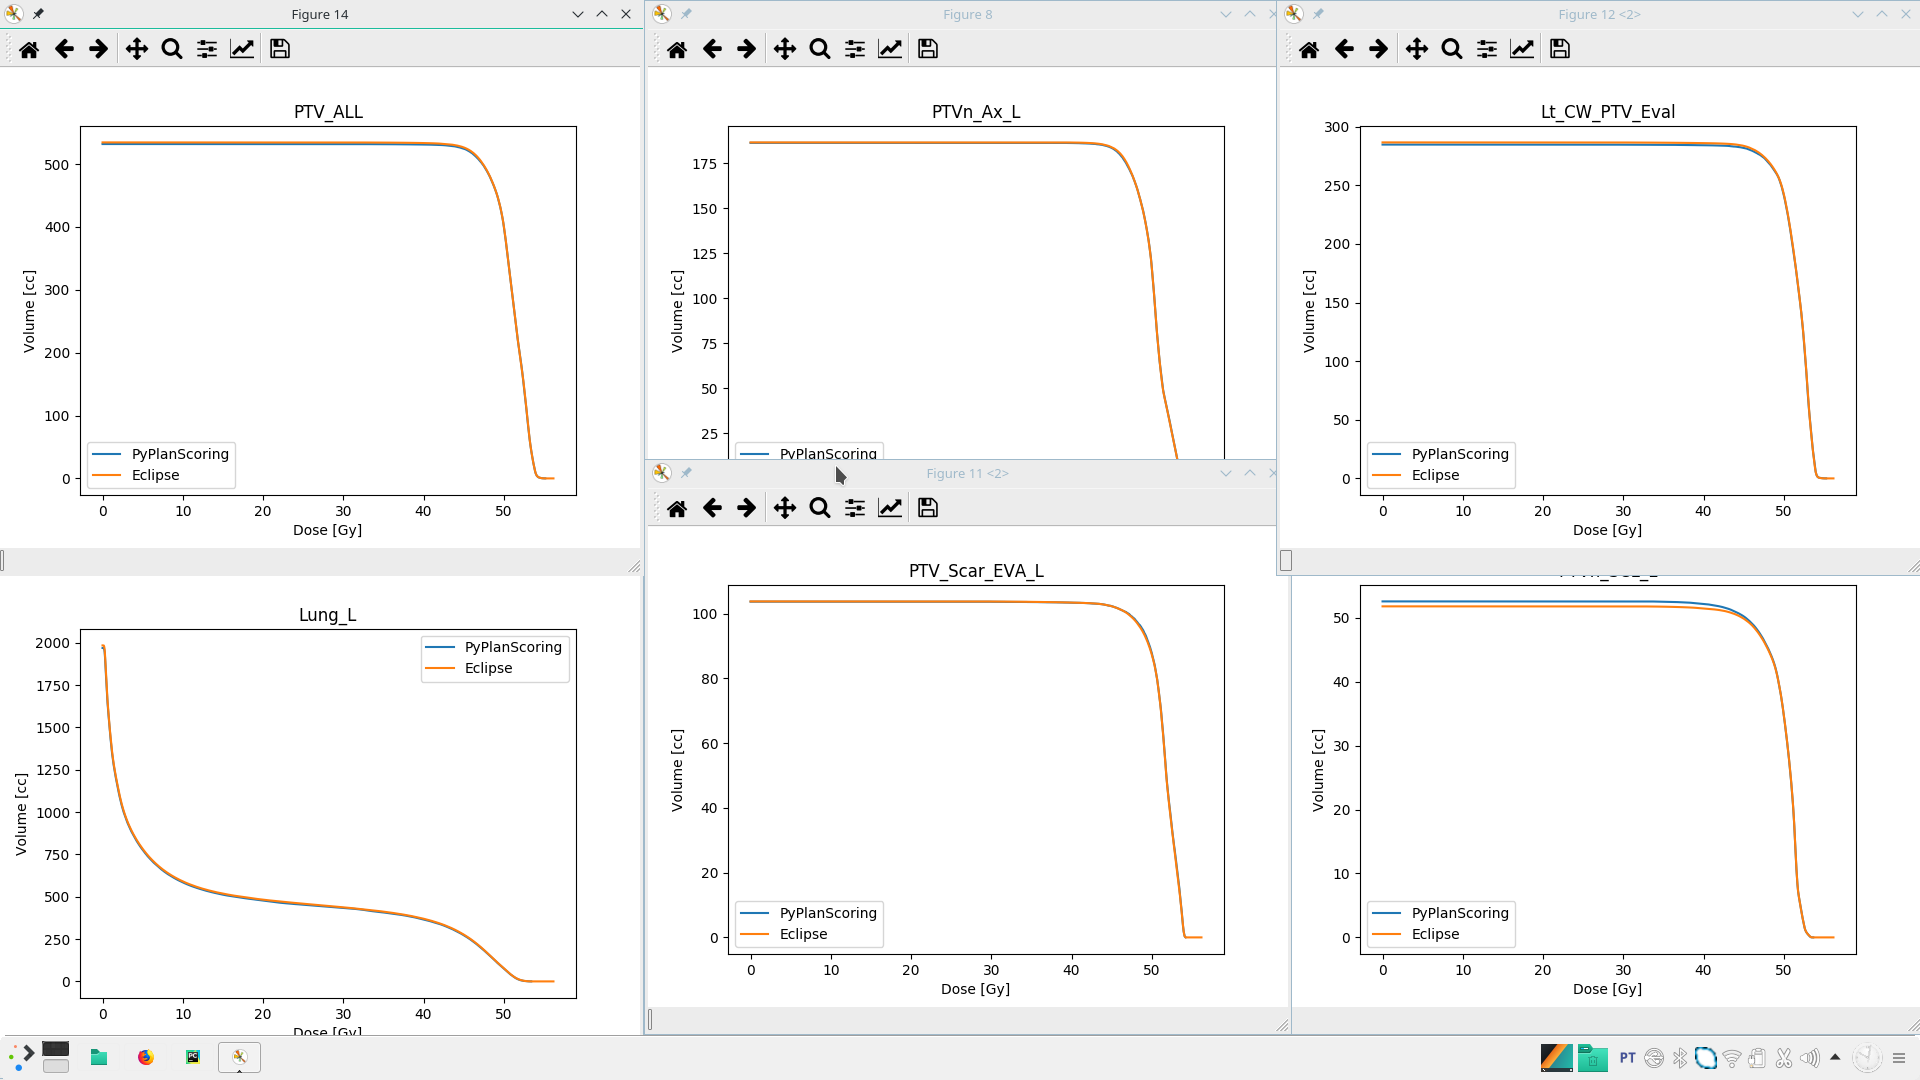 Figure 14
PTV_ALL
Volume [cc]
500
400
300
200
100
0
PyPlanScoring
Eclipse
0 10 20 30 40 50
Dose [Gy]
Figure 8
PTVn_Ax_L
Volume [cc]
175
150
125
100
75
50
25
PyPlanScoring
Figure 12 <2>
Lt_CW_PTV_Eval
Volume [cc]
300
250
200
150
100
50
0
PyPlanScoring
Eclipse
0 10 20 30 40 50
Dose [Gy]
Lung_L
Volume [cc]
2000
1750
1500
1250
1000
750
500
250
0
PyPlanScoring
Eclipse
0 10 20 30 40 50
Dose [Gy]
Figure 11 <2>
PTV_Scar_EVA_L
Volume [cc]
100
80
60
40
20
0
PyPlanScoring
Eclipse
0 10 20 30 40 50
Dose [Gy]
Volume [cc]
50
40
30
20
10
0
PyPlanScoring
Eclipse
0 10 20 30 40 50
Dose [Gy]
PC
PT